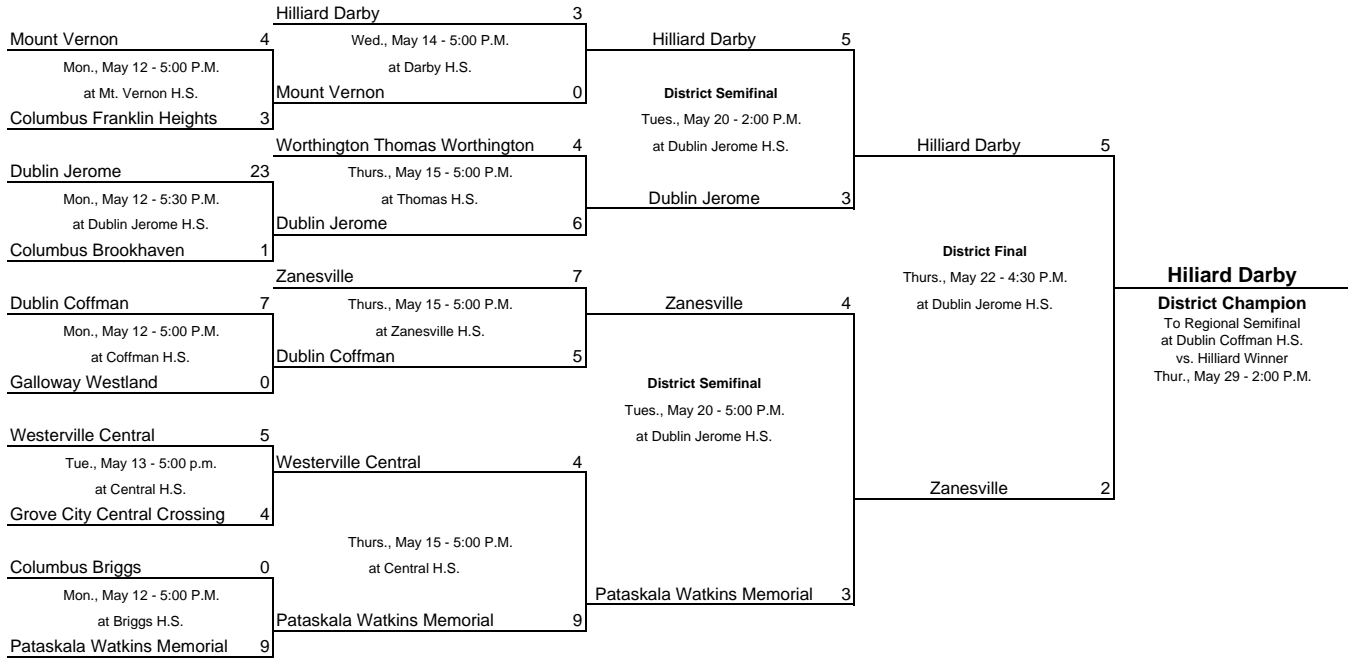 Hilliard Darby 3
Mount Vernon 4
Wed., May 14 - 5:00 P.M.
Hilliard Darby 5
Mon., May 12 - 5:00 P.M.
at Darby H.S.
at Mt. Vernon H.S.
Mount Vernon 0
District Semifinal
Columbus Franklin Heights 3
Tues., May 20 - 2:00 P.M.
Worthington Thomas Worthington 4
at Dublin Jerome H.S.
Hilliard Darby 5
Dublin Jerome 23
Thurs., May 15 - 5:00 P.M.
Mon., May 12 - 5:30 P.M.
at Thomas H.S.
Dublin Jerome 3
at Dublin Jerome H.S.
Dublin Jerome 6
Columbus Brookhaven 1
District Final
Zanesville 7
Thurs., May 22 - 4:30 P.M.
Hiliard Darby
Dublin Coffman 7
Thurs., May 15 - 5:00 P.M.
Zanesville 4
at Dublin Jerome H.S.
District Champion
Mon., May 12 - 5:00 P.M.
at Zanesville H.S.
To Regional Semifinal
at Dublin Coffman H.S.
at Coffman H.S.
Dublin Coffman 5
vs. Hilliard Winner
Galloway Westland 0
District Semifinal
Thur., May 29 - 2:00 P.M.
Tues., May 20 - 5:00 P.M.
Westerville Central 5
at Dublin Jerome H.S.
Tue., May 13 - 5:00 p.m.
Westerville Central 4
at Central H.S.
Zanesville 2
Grove City Central Crossing 4
Thurs., May 15 - 5:00 P.M.
Columbus Briggs 0
at Central H.S.
Mon., May 12 - 5:00 P.M.
Pataskala Watkins Memorial 3
at Briggs H.S.
Pataskala Watkins Memorial 9
Pataskala Watkins Memorial 9